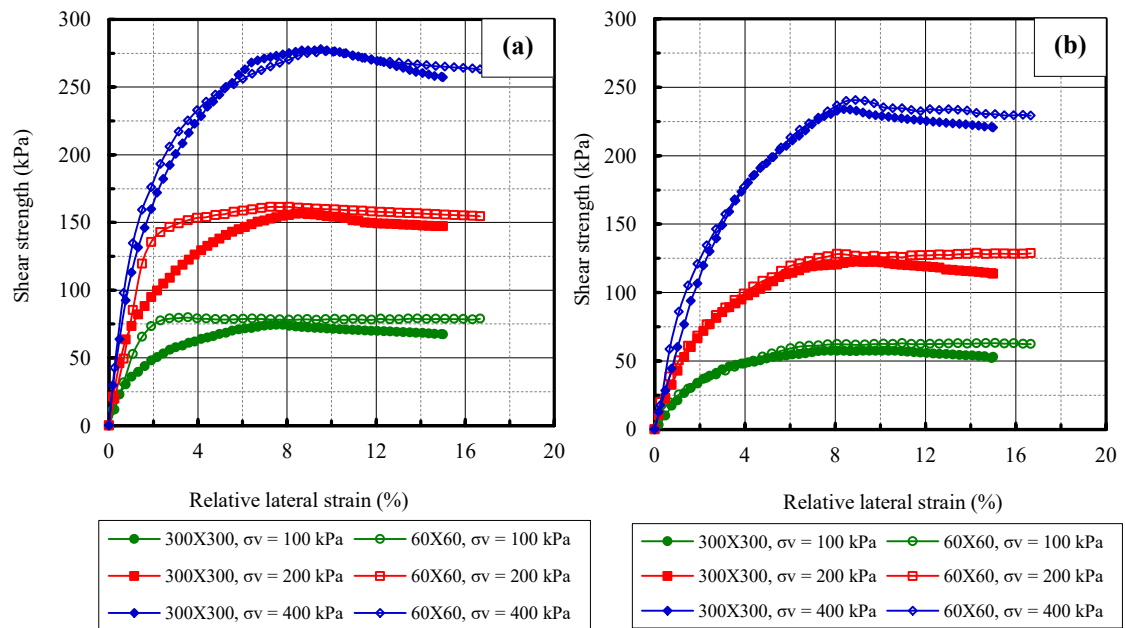 (a)
Shear strength (kPa)
300
250
200
150
100
50
0
0 4 8 12 16 20
Relative lateral strain (%)
300X300, σv = 100 kPa 60X60, σv = 100 kPa
300X300, σv = 200 kPa 60X60, σv = 200 kPa
300X300, σv = 400 kPa 60X60, σv = 400 kPa
(b)
Shear strength (kPa)
300
250
200
150
100
50
0
0 4 8 12 16 20
Relative lateral strain (%)
300X300, σv = 100 kPa 60X60, σv = 100 kPa
300X300, σv = 200 kPa 60X60, σv = 200 kPa
300X300, σv = 400 kPa 60X60, σv = 400 kPa